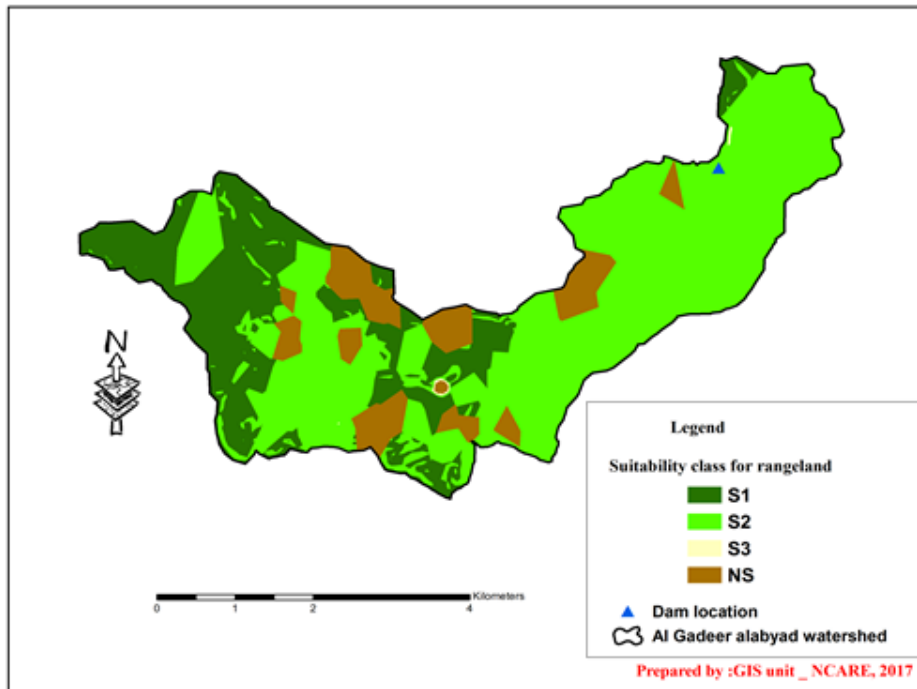 N
Legend
Suitability class for rangeland
S1
S2
S3
NS
Dam location
Al Gadeer alabyad watershed
Kilometers
0 1 2 4
Prepared by :GIS unit _ NCARE, 2017